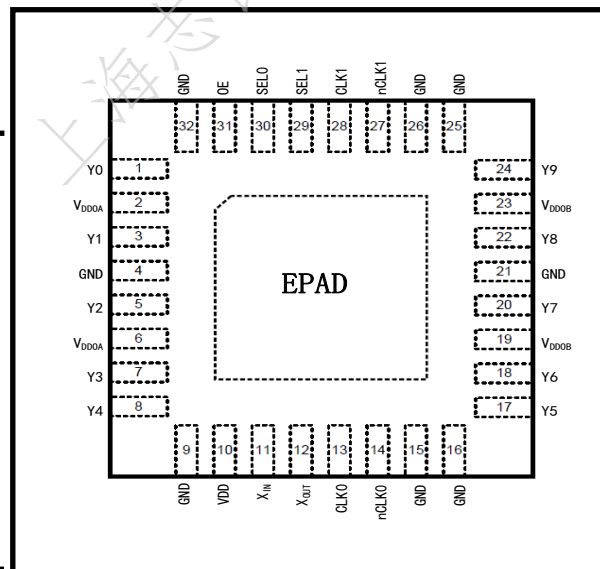 上海志
GND OE SEL0 SEL1 CLK1 nCLK1 GND GND
32 31 30 29 28 27 26 25
Y0 1 24 Y9
VDDOA 2 23 VDDOB
Y1 3 22 Y8
GND 4 21 GND
EPAD
Y2 5 20 Y7
VDDOA 6 19 VDDOB
Y3 7 18 Y6
Y4 8 17 Y5
9 10 11 12 13 14 15 16
GND VDD XIN XOUT CLK0 nCLK0 GND GND